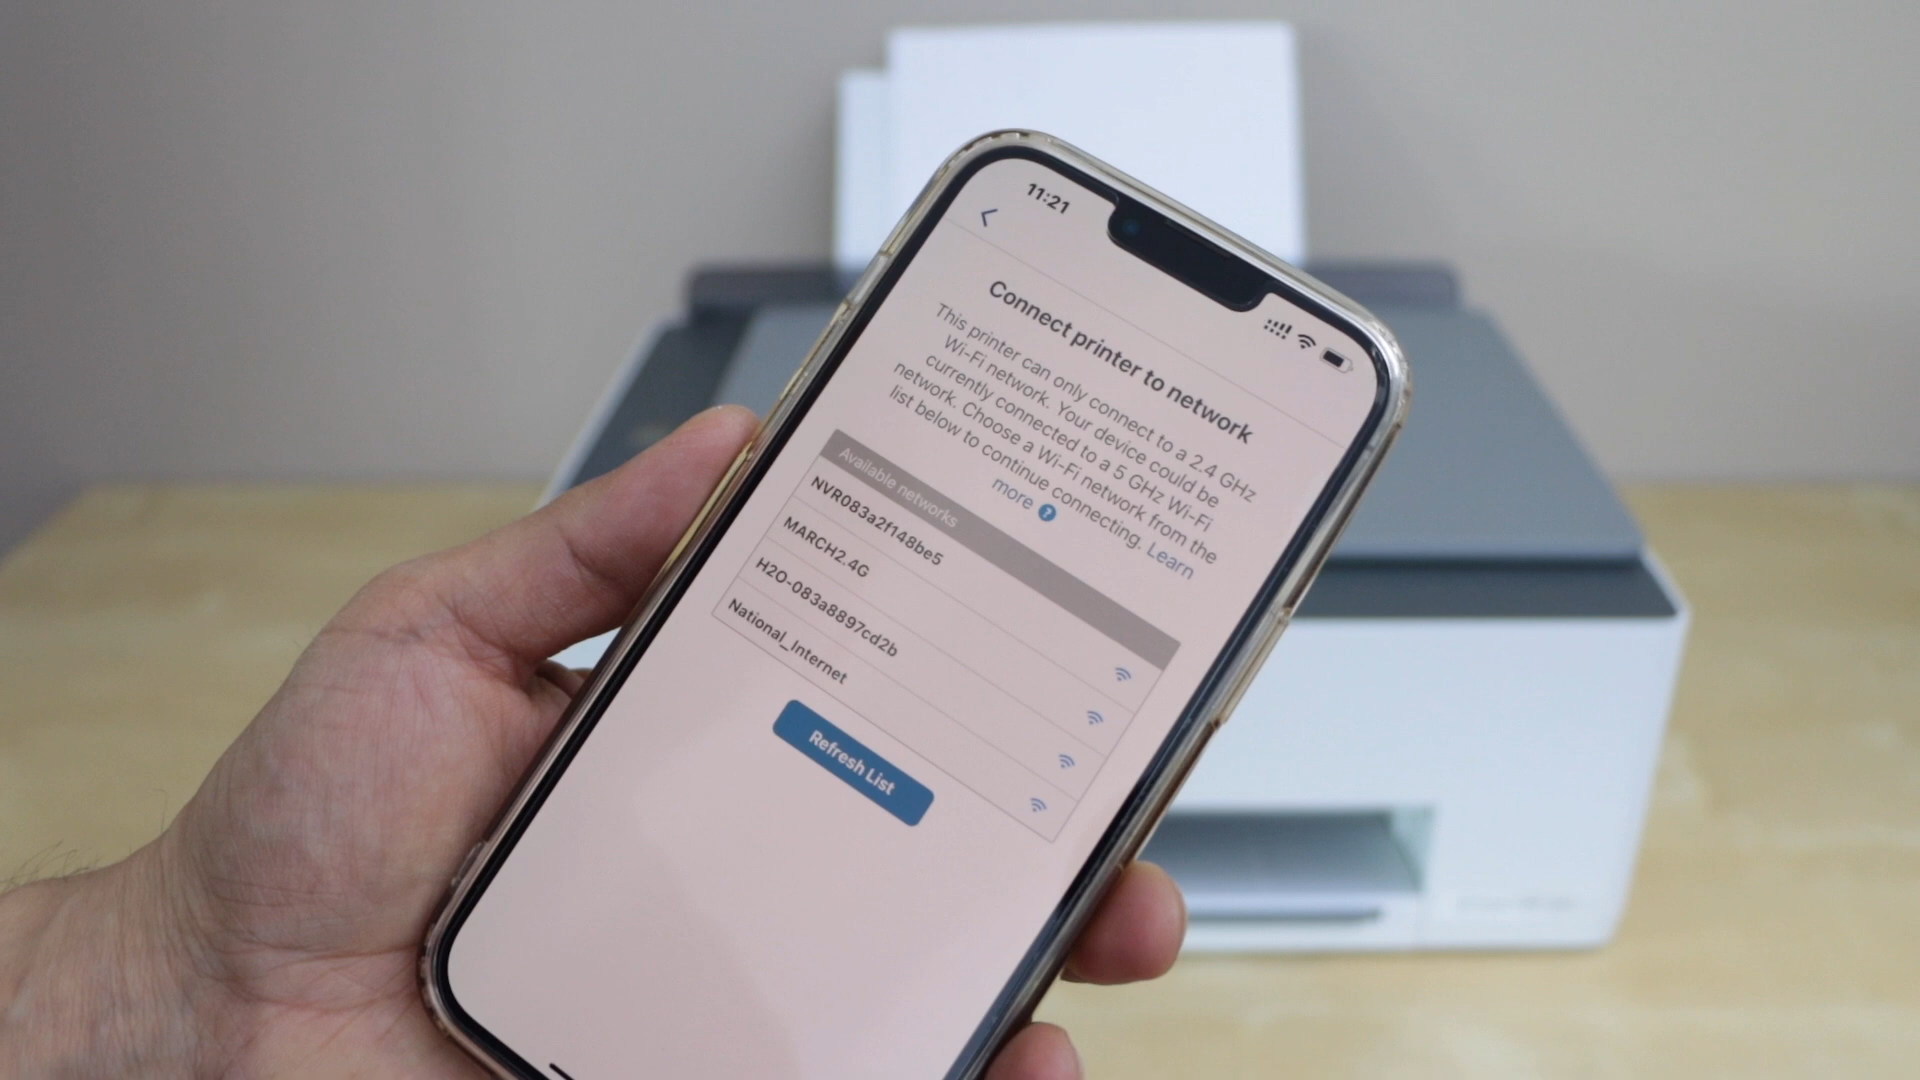 11:21
Connect printer to network
This printer can only connect to a 2.4 GHz
Wi-Fi network. Your device could be
currently connected to a 5 GHz Wi-Fi
network. Choose a Wi-Fi network from the
list below to continue connecting. Learn
more ?
Available networks
NVR083a2f148be5
MARCH2.4G
H2O-083a8897cd2b
National_Internet
Refresh List